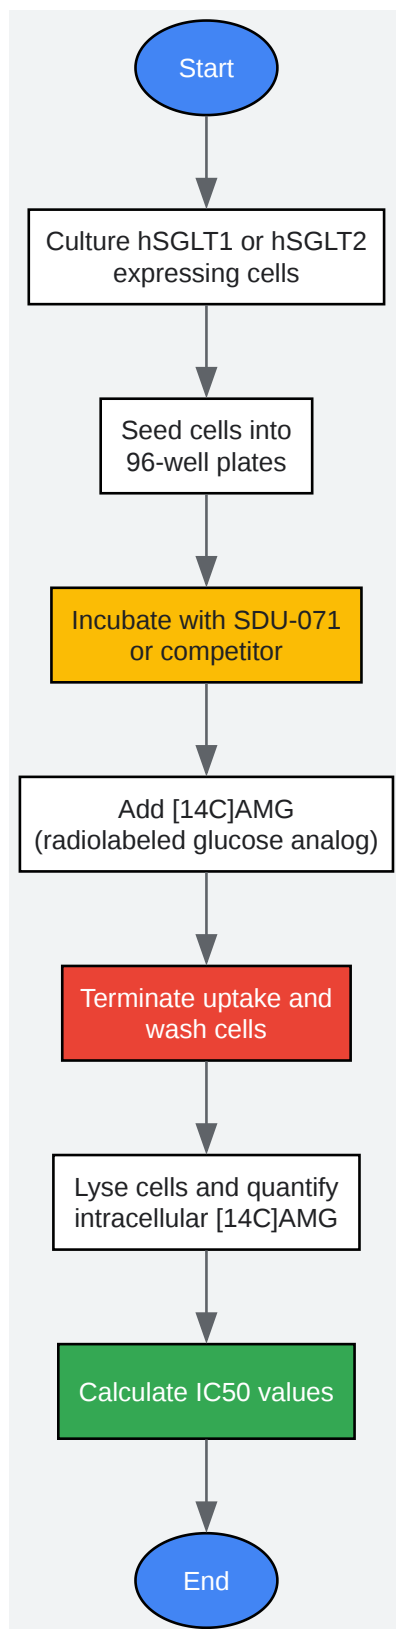 Start
Culture hSGLT1 or hSGLT2
expressing cells
Seed cells into
96-well plates
Incubate with SDU-071
or competitor
Add [14C]AMG
(radiolabeled glucose analog)
Terminate uptake and
wash cells
Lyse cells and quantify
intracellular [14C]AMG
Calculate IC50 values
End